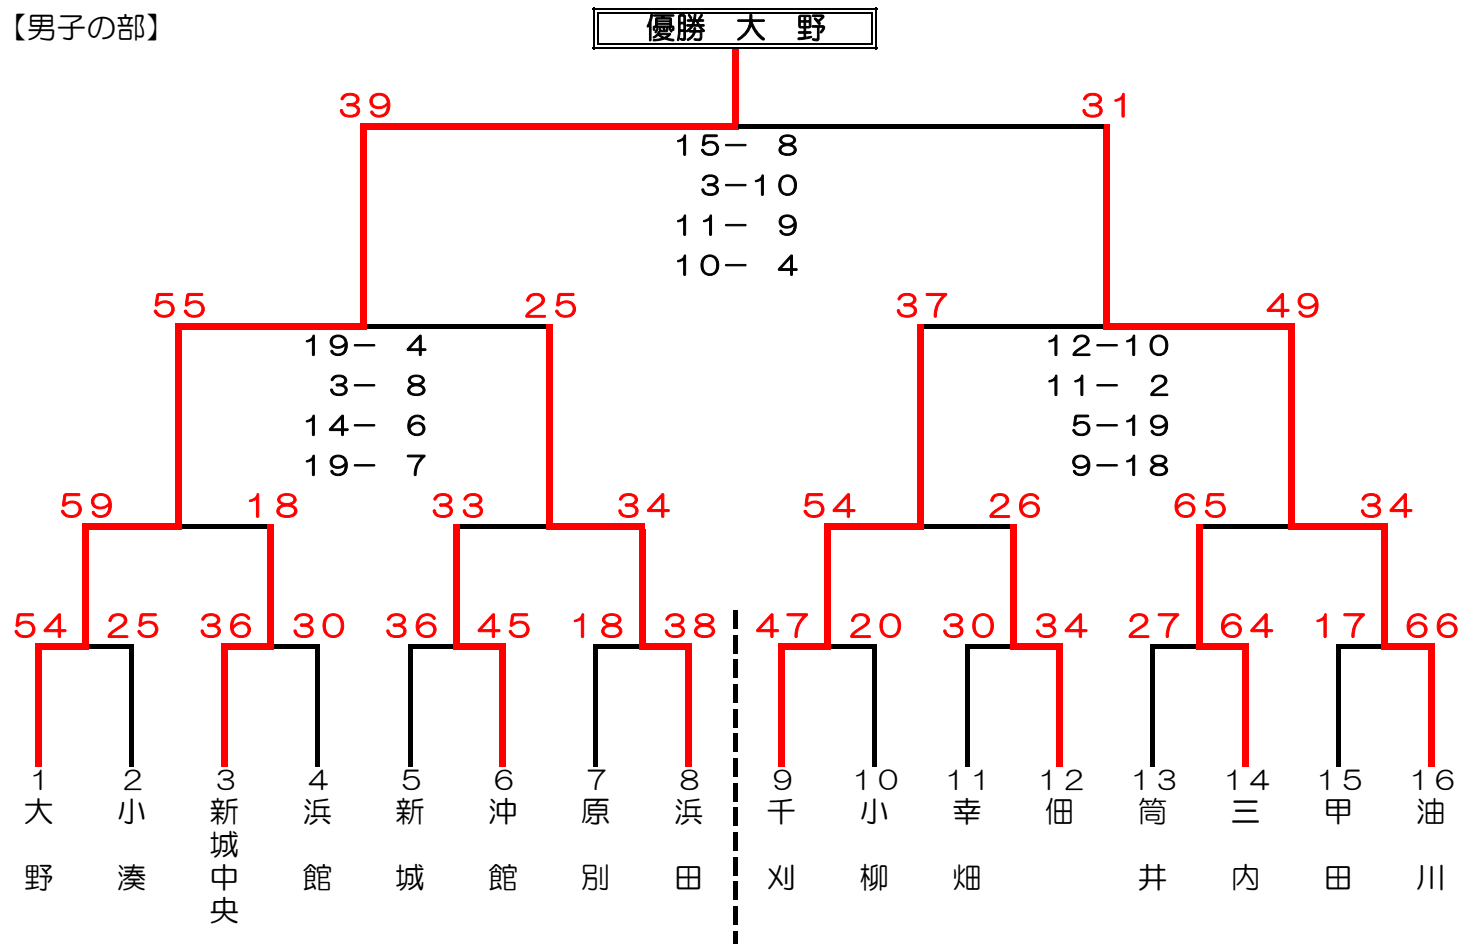 【男子の部】
優勝　大　野
39 31
15－ 8
3－10
11－ 9
10－ 4
55 25 37 49
19－ 4 12－10
3－ 8 11－ 2
14－ 6 5－19
19－ 7 9－18
59 18 33 34 54 26 65 34
54 25 36 30 36 45 18 38 47 20 30 34 27 64 17 66
1 2 3 4 5 6 7 8 9 10 11 12 13 14 15 16
大野 小湊 新城中央 浜館 新城 沖館 原別 浜田 千刈 小柳 幸畑 佃 筒井 三内 甲田 油川